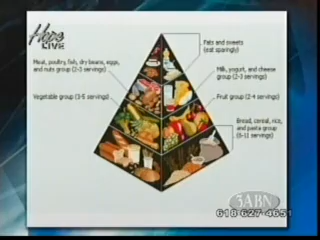 Hope
LIVE
Fats and sweets
(eat sparingly)
Meat, poultry, fish, dry beans, eggs,
and nuts group (2-3 servings)
Milk, yogurt, and cheese
group (2-3 servings)
Vegetable group (3-5 servings)
Fruit group (2-4 servings)
Bread, cereal, rice,
and pasta group
(6-11 servings)
3ABN
618-627-4651